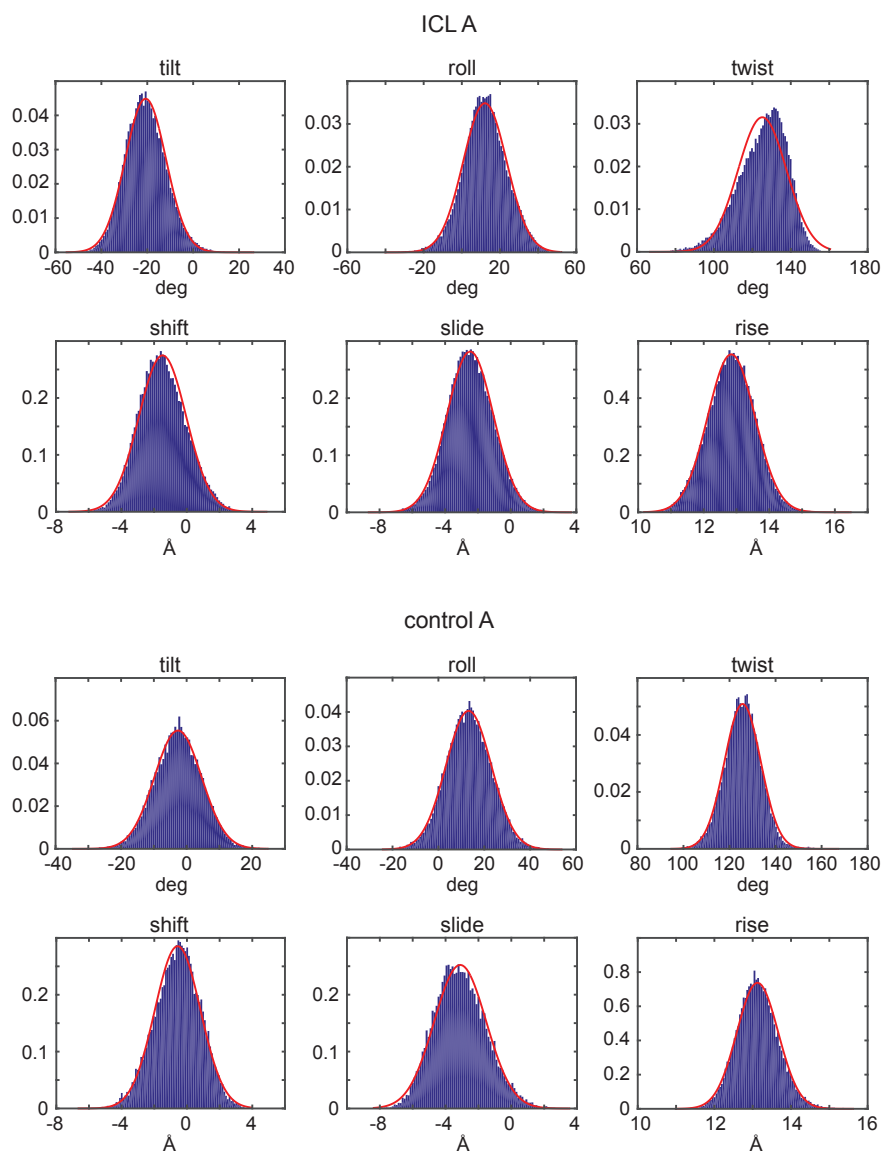 ICL A
tilt roll twist
0.04 0.03 0.02 0.01 0
-60 -40 -20 0 20 40
deg
0.03 0.02 0.01 0
-60 0 60
deg
0.03 0.02 0.01 0
60 100 140 180
deg
shift slide rise
0.2 0.1 0
-8 -4 0 4
Å
0.2 0.1 0
-8 -4 0 4
Å
0.4 0.2 0
10 12 14 16
Å
control A
tilt roll twist
0.06 0.04 0.02 0
-40 -20 0 20
deg
0.04 0.03 0.02 0.01 0
-40 0 20 40 60
deg
0.04 0.02 0
80 100 120 140 160 180
deg
shift slide rise
0.2 0.1 0
-8 -4 0 4
Å
0.2 0.1 0
-8 -4 0 4
Å
0.8 0.6 0.4 0.2 0
10 12 14 16
Å